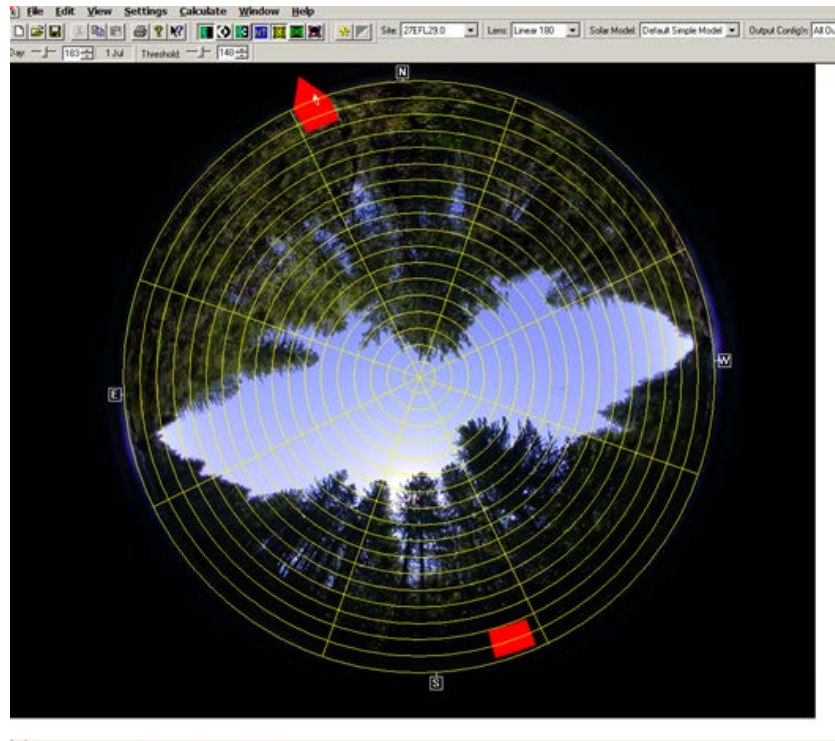 File Edit View Settings Calculate Window Help
Site: 27EFL29.0 Lens: Linear 180 Solar Model: Default Simple Model Output Config'n: All Ou
Day: 183 1 Jul Threshold: 148
N
W
E
S